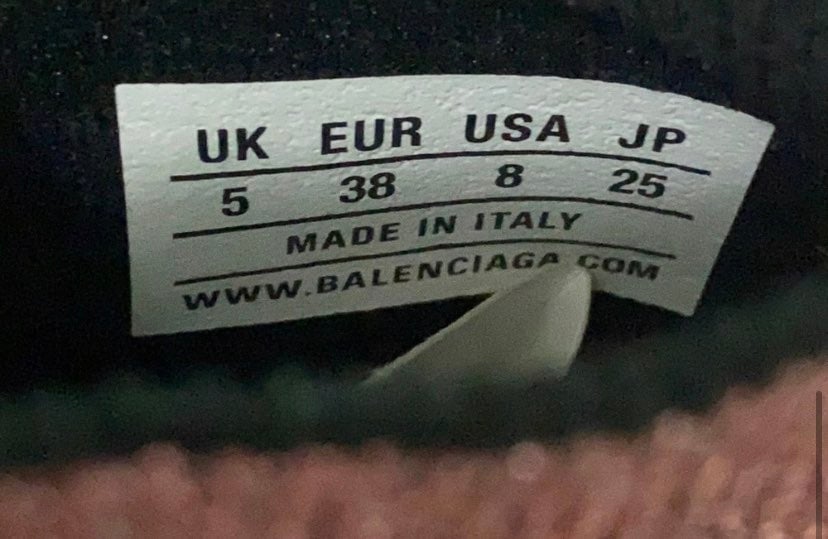 UK EUR USA JP
5 38 8 25
MADE IN ITALY
WWW.BALENCIAGA.COM